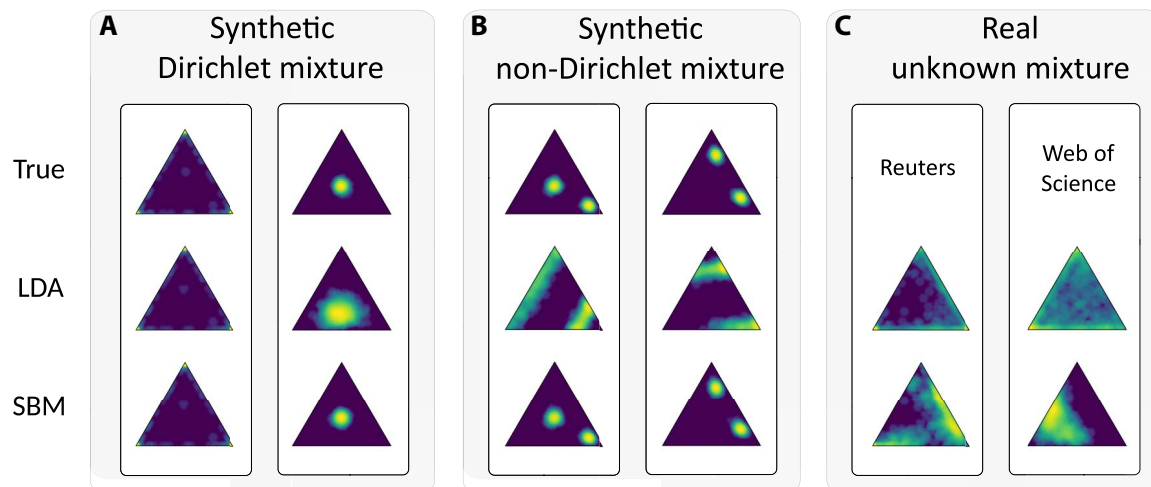 A
Synthetic
Dirichlet mixture
B
Synthetic
non-Dirichlet mixture
C
Real
unknown mixture
True
Reuters
Web of
Science
LDA
SBM